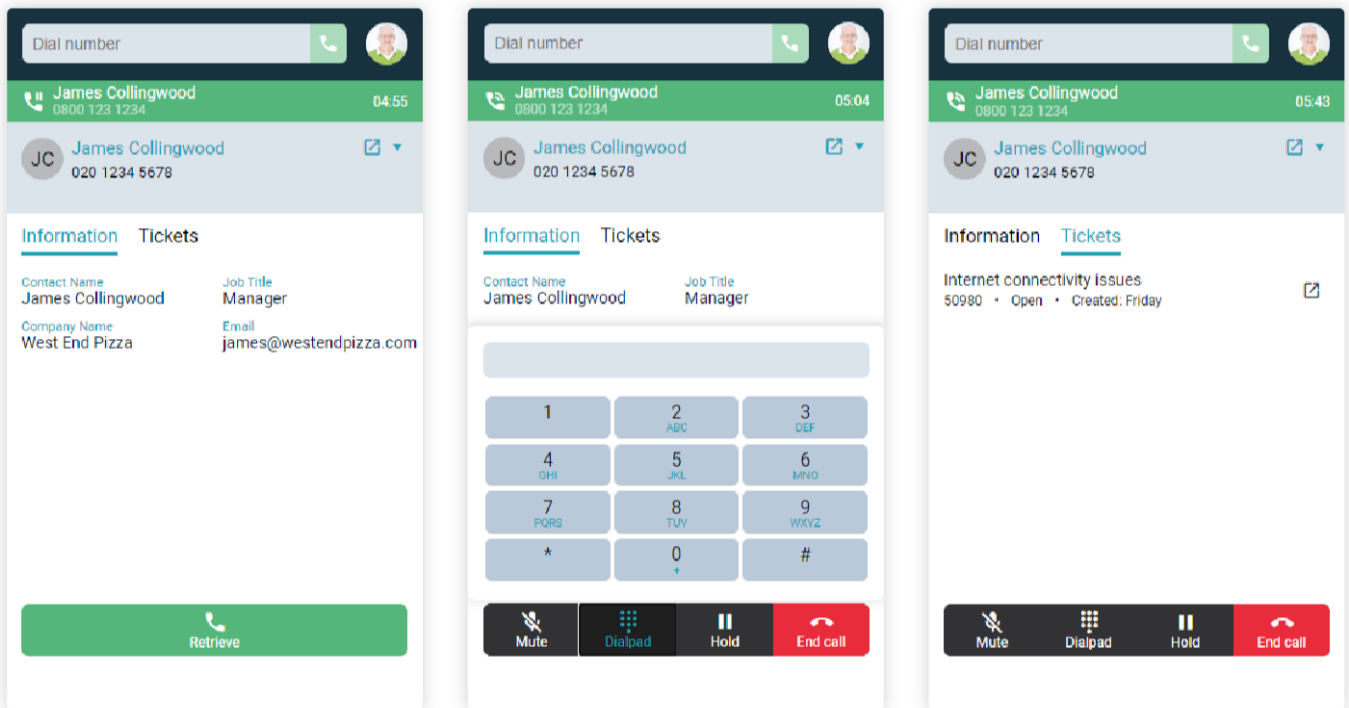 Dial number
James Collingwood
0800 123 1234
04:55
JC
James Collingwood
020 1234 5678
Information Tickets
Contact Name Job Title
James Collingwood Manager
Company Name Email
West End Pizza james@westendpizza.com
Retrieve
Dial number
James Collingwood
0800 123 1234
05:04
JC
James Collingwood
020 1234 5678
Information Tickets
Contact Name Job Title
James Collingwood Manager
1 2 3
ABC DEF
4 5 6
GHI JKL MNO
7 8 9
PQRS TUV WXYZ
* 0 #
+
Mute Dialpad Hold End call
Dial number
James Collingwood
0800 123 1234
05:43
JC
James Collingwood
020 1234 5678
Information Tickets
Internet connectivity issues
50980 • Open • Created: Friday
Mute Dialpad Hold End call